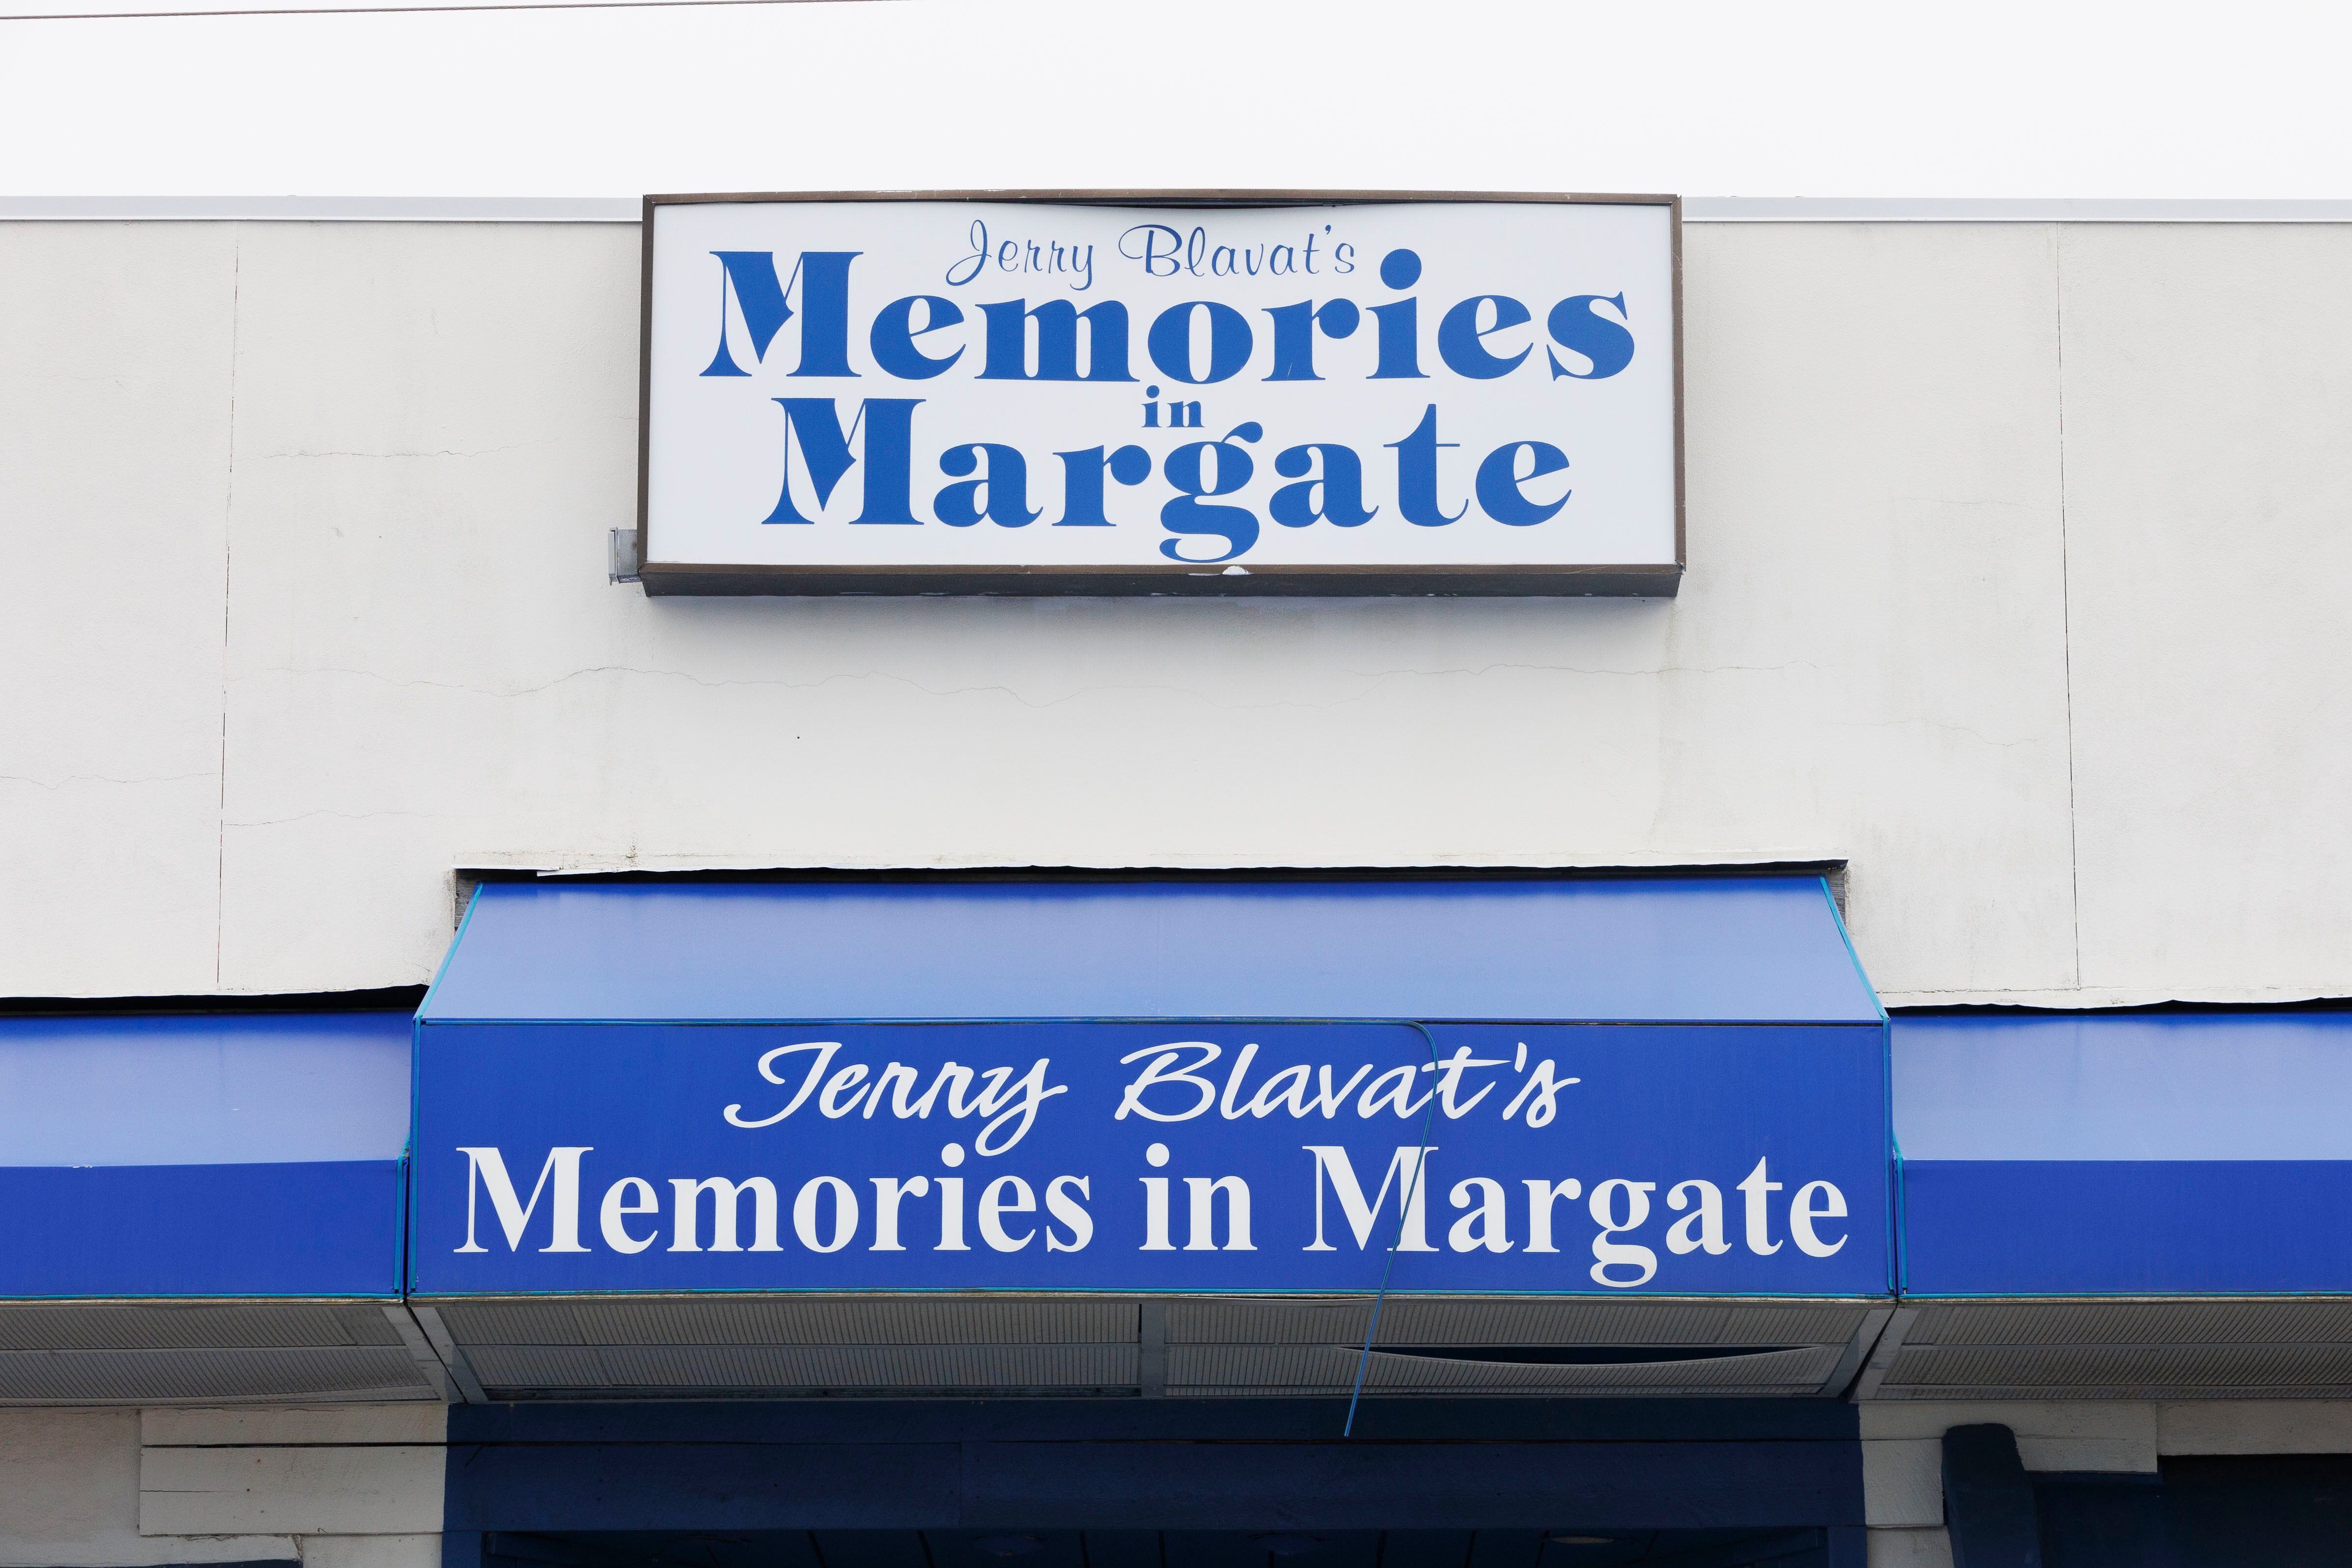 Jerry Blavat's
Memories
in
Margate
Jerry Blavat's
Memories in Margate